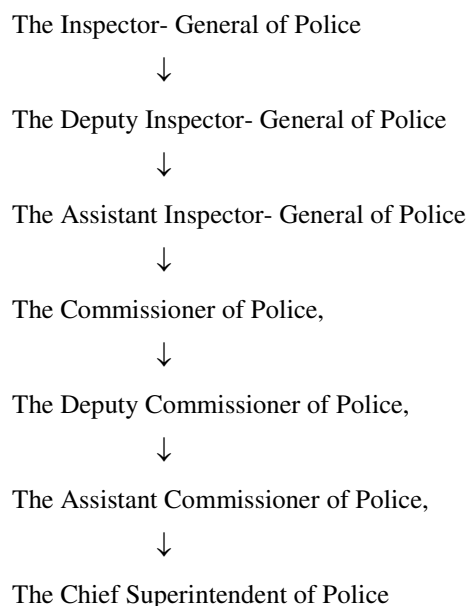 The Inspector- General of Police
↓
The Deputy Inspector- General of Police
↓
The Assistant Inspector- General of Police
↓
The Commissioner of Police,
↓
The Deputy Commissioner of Police,
↓
The Assistant Commissioner of Police,
↓
The Chief Superintendent of Police